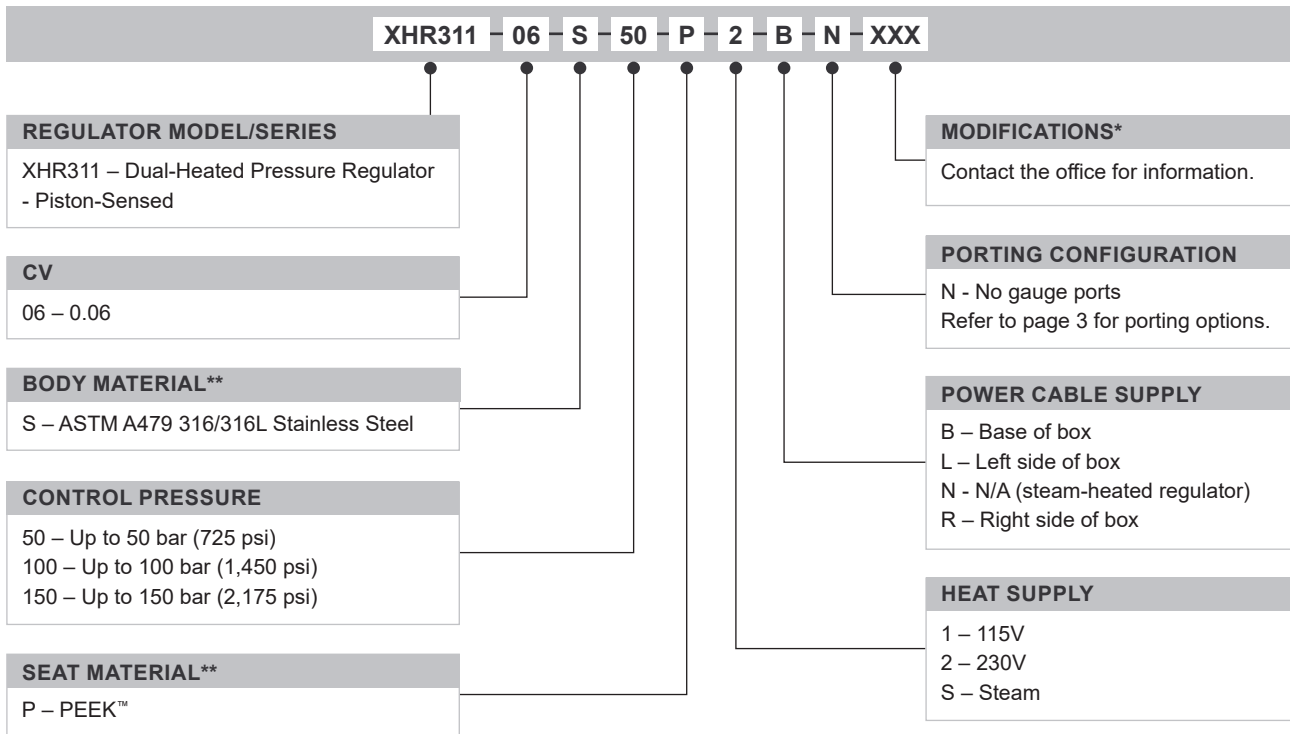 XHR311 - 06 - S - 50 - P - 2 - B - N - XXX
REGULATOR MODEL/SERIES
XHR311 – Dual-Heated Pressure Regulator
- Piston-Sensed
CV
06 – 0.06
BODY MATERIAL**
S – ASTM A479 316/316L Stainless Steel
CONTROL PRESSURE
50 – Up to 50 bar (725 psi)
100 – Up to 100 bar (1,450 psi)
150 – Up to 150 bar (2,175 psi)
SEAT MATERIAL**
P – PEEK™
MODIFICATIONS*
Contact the office for information.
PORTING CONFIGURATION
N - No gauge ports
Refer to page 3 for porting options.
POWER CABLE SUPPLY
B – Base of box
L – Left side of box
N - N/A (steam-heated regulator)
R – Right side of box
HEAT SUPPLY
1 – 115V
2 – 230V
S – Steam